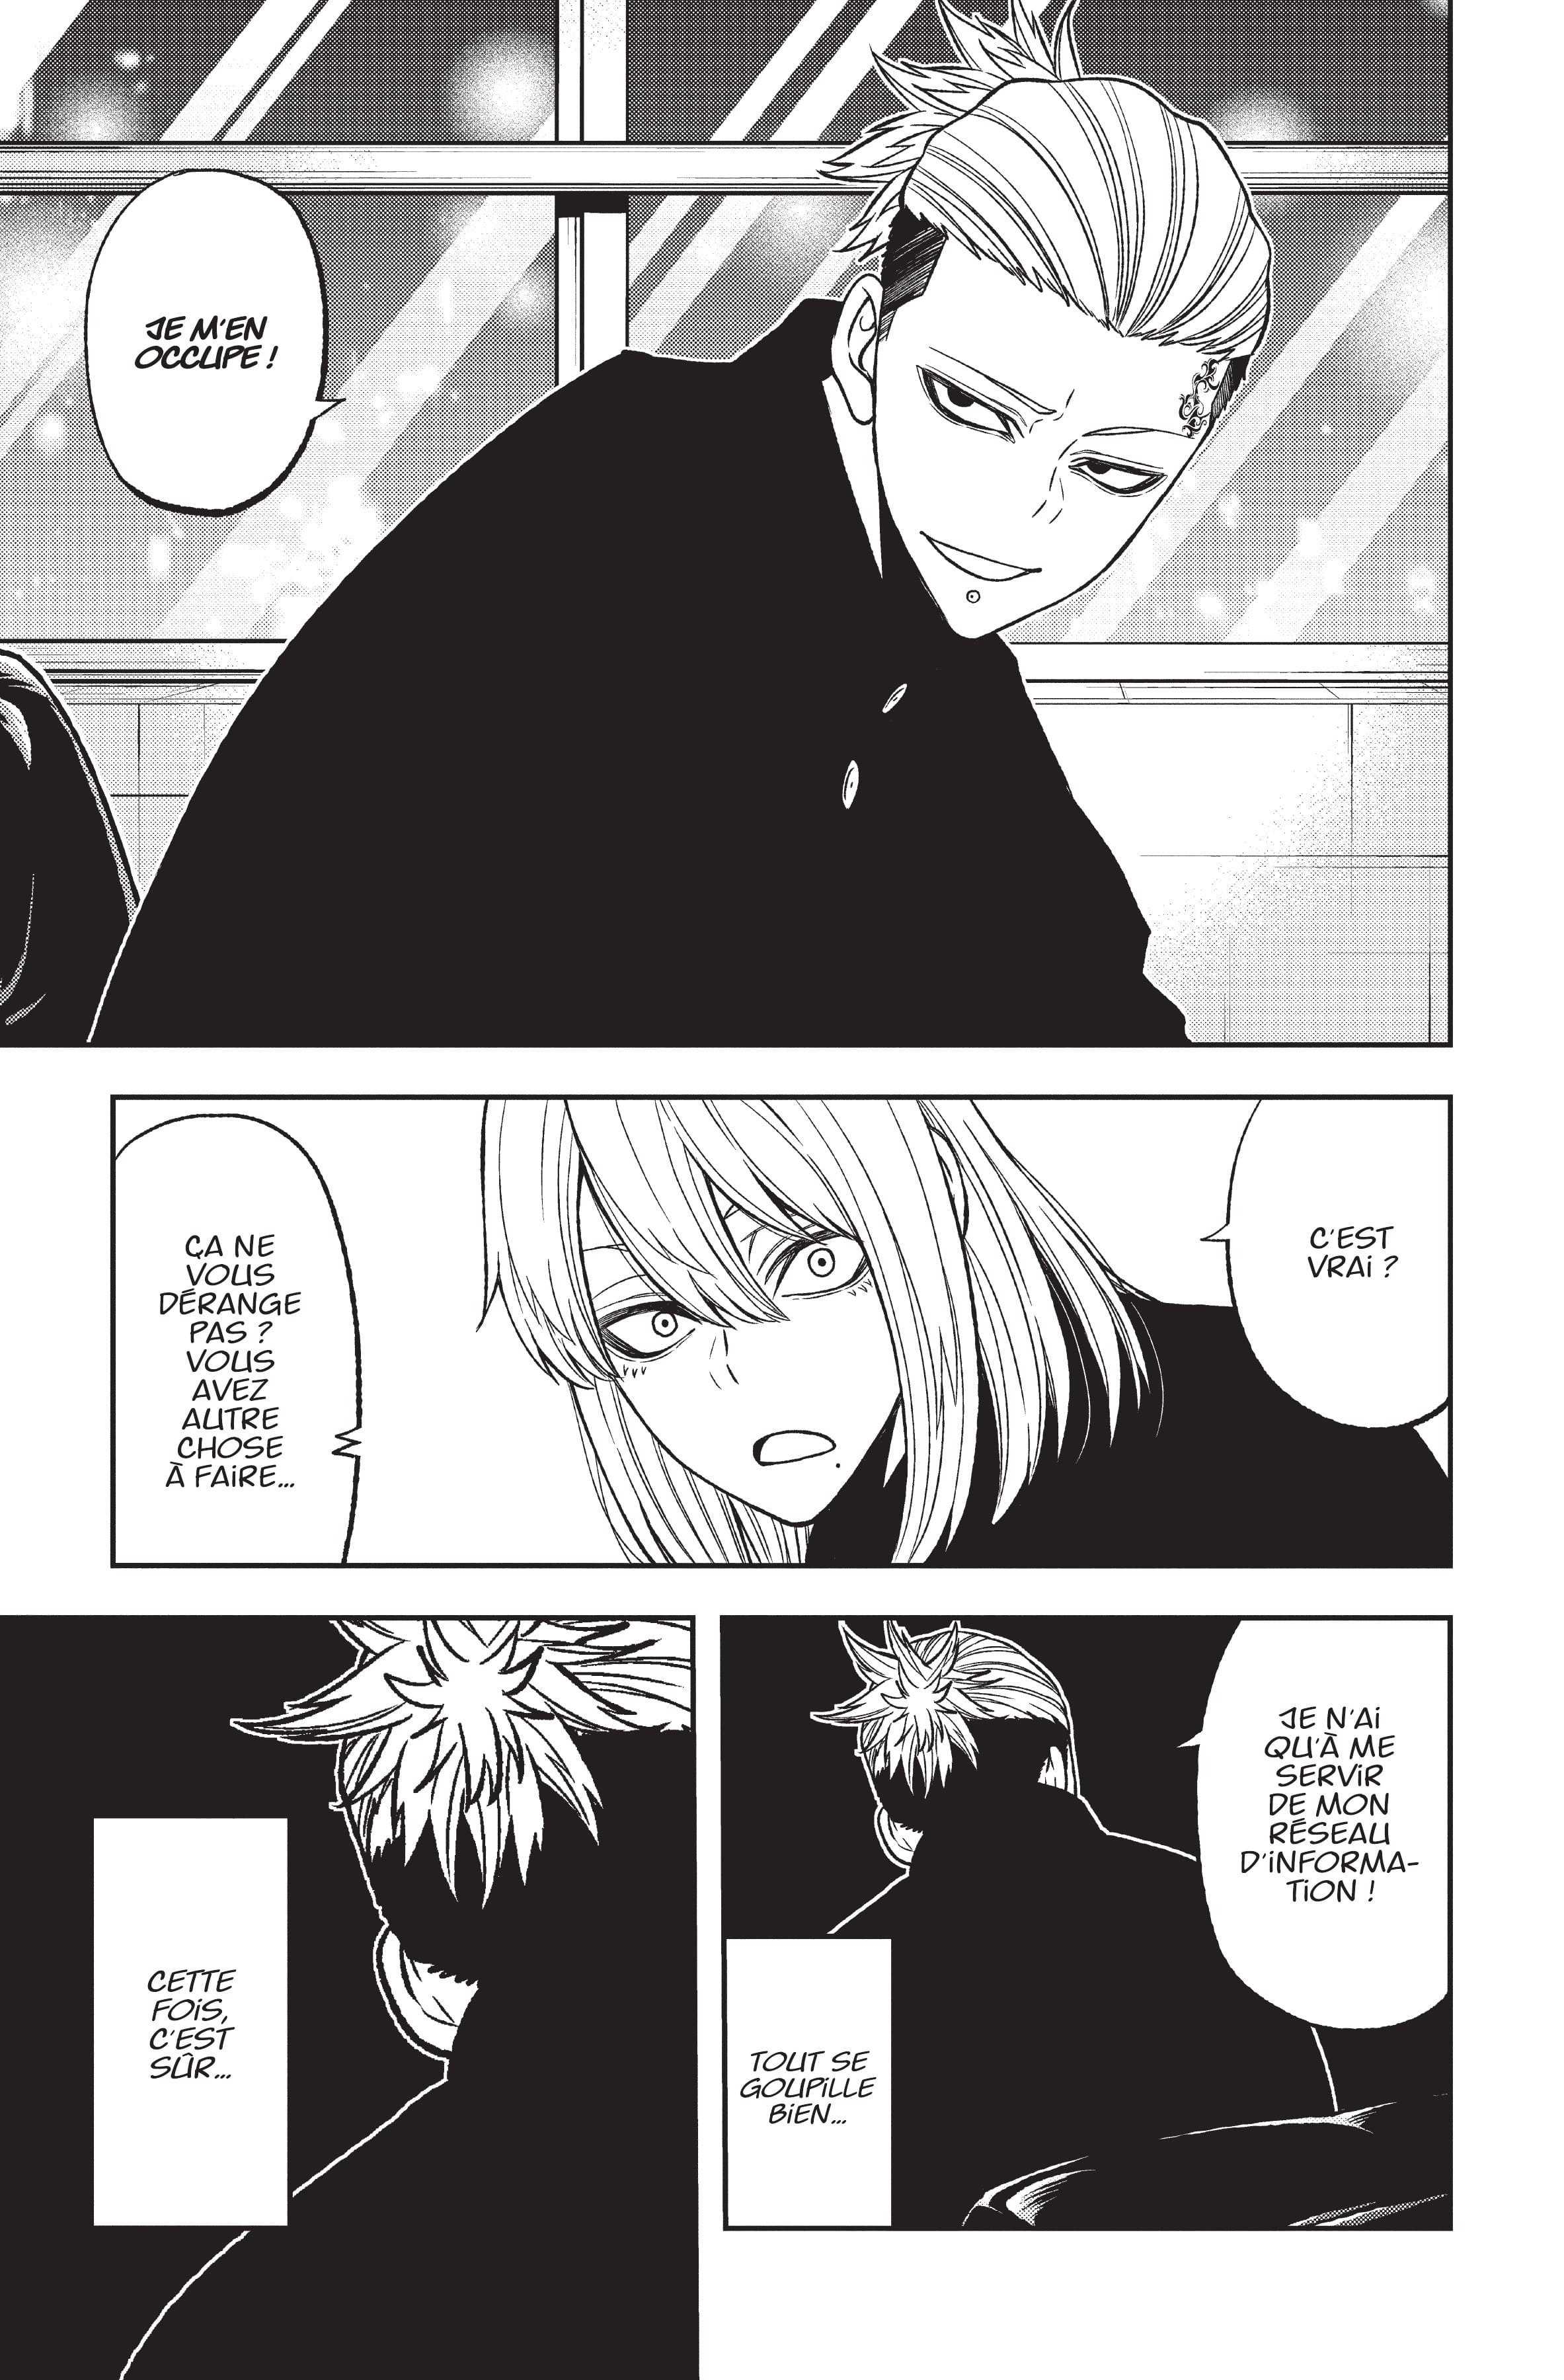 JE M'EN
OCCUPE !
C'EST
VRAI ?
ÇA NE
VOUS
DÉRANGE
PAS ?
VOUS
AVEZ
AUTRE
CHOSE
À FAIRE...
JE N'AI
QU'À ME
SERVIR
DE MON
RÉSEAU
D'INFORMA-
TION !
TOUT SE
GOUPILLE
BIEN...
CETTE
FOIS,
C'EST
SÛR...